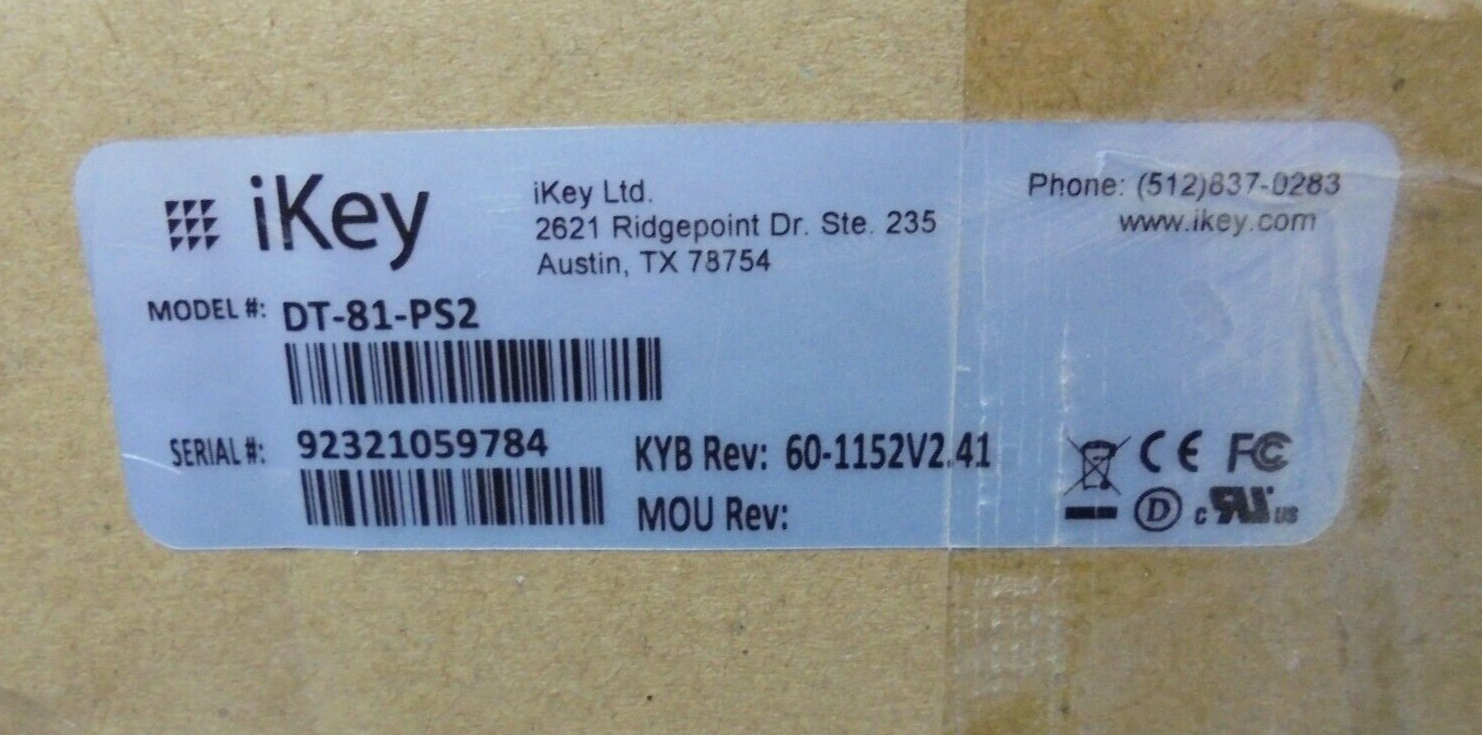 iKey
iKey Ltd.
2621 Ridgepoint Dr. Ste. 235
Austin, TX 78754
Phone: (512)837-0283
www.ikey.com
MODEL #: DT-81-PS2
SERIAL #: 92321059784
KYB Rev: 60-1152V2.41
MOU Rev:
CE FC
D c UL US